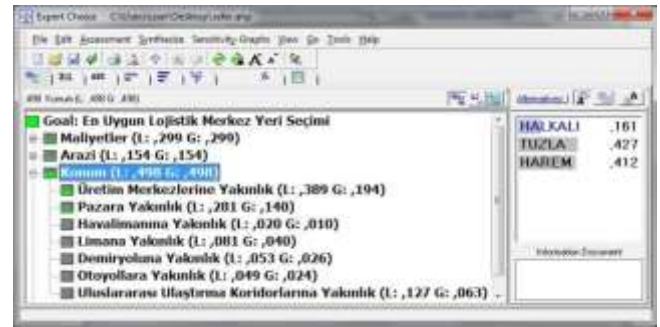 Expert Choice
File Edit Assessment Synthesize Sensitivity-Graphs View Go Tools Help
Goal: En Uygun Lojistik Merkez Yeri Seçimi
Maliyetler (L: ,299 G: ,299)
Arazi (L: ,154 G: ,154)
Konum (L: ,498 G: ,498)
Üretim Merkezlerine Yakınlık (L: ,389 G: ,194)
Pazara Yakınlık (L: ,281 G: ,140)
Havalimanına Yakınlık (L: ,020 G: ,010)
Limana Yakınlık (L: ,081 G: ,040)
Demiryoluna Yakınlık (L: ,053 G: ,026)
Otoyollara Yakınlık (L: ,049 G: ,024)
Uluslararası Ulaştırma Koridorlarına Yakınlık (L: ,127 G: ,063)
HALKALI ,161
TUZLA ,427
HAREM ,412
Information Document